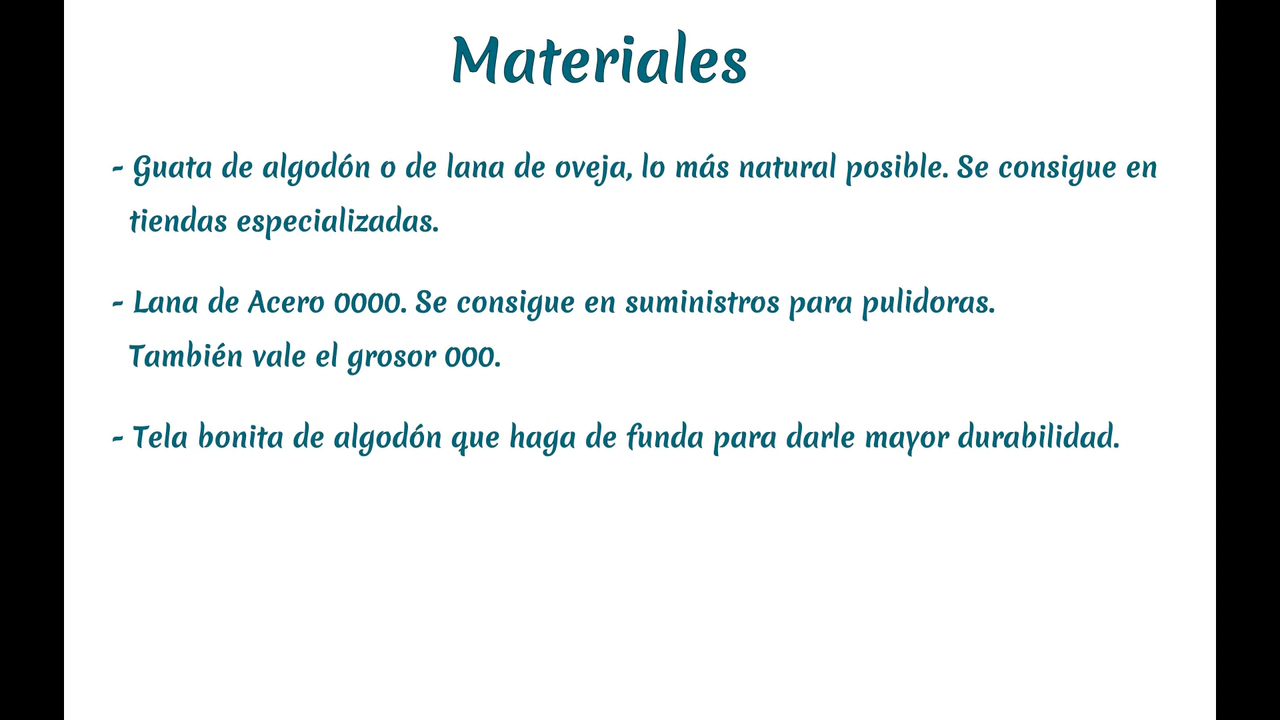 Materiales
- Guata de algodón o de lana de oveja, lo más natural posible. Se consigue en
tiendas especializadas.
- Lana de Acero 0000. Se consigue en suministros para pulidoras.
También vale el grosor 000.
- Tela bonita de algodón que haga de funda para darle mayor durabilidad.